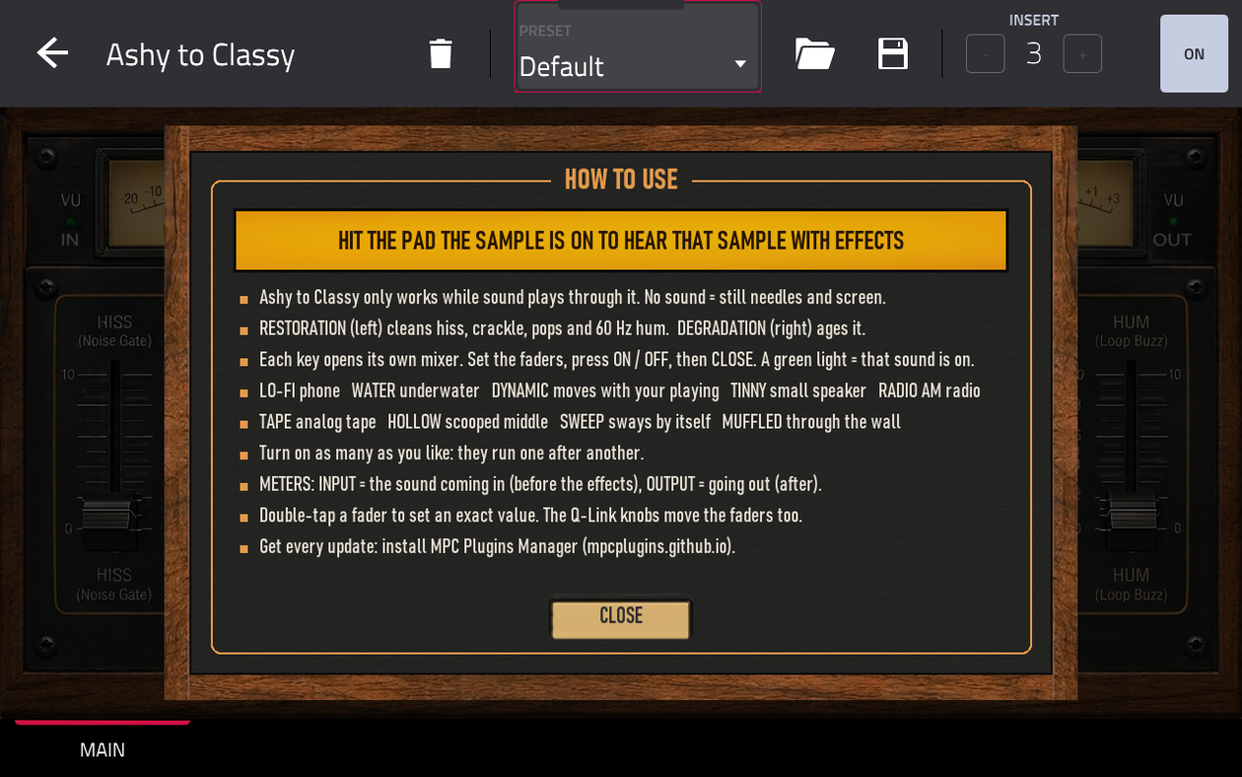 Ashy to Classy
PRESET
Default
INSERT
- 3 +
ON
HOW TO USE
HIT THE PAD THE SAMPLE IS ON TO HEAR THAT SAMPLE WITH EFFECTS
Ashy to Classy only works while sound plays through it. No sound = still needles and screen.
RESTORATION (left) cleans hiss, crackle, pops and 60 Hz hum. DEGRADATION (right) ages it.
Each key opens its own mixer. Set the faders, press ON / OFF, then CLOSE. A green light = that sound is on.
LO-FI phone WATER underwater DYNAMIC moves with your playing TINNY small speaker RADIO AM radio
TAPE analog tape HOLLOW scooped middle SWEEP sways by itself MUFFLED through the wall
Turn on as many as you like: they run one after another.
METERS: INPUT = the sound coming in (before the effects), OUTPUT = going out (after).
Double-tap a fader to set an exact value. The Q-Link knobs move the faders too.
Get every update: install MPC Plugins Manager (mpcplugins.github.io).
CLOSE
VU
IN
-20 -10
HISS
(Noise Gate)
10
0
HISS
(Noise Gate)
+1 +3
VU
OUT
HUM
(Loop Buzz)
10
0
HUM
(Loop Buzz)
MAIN